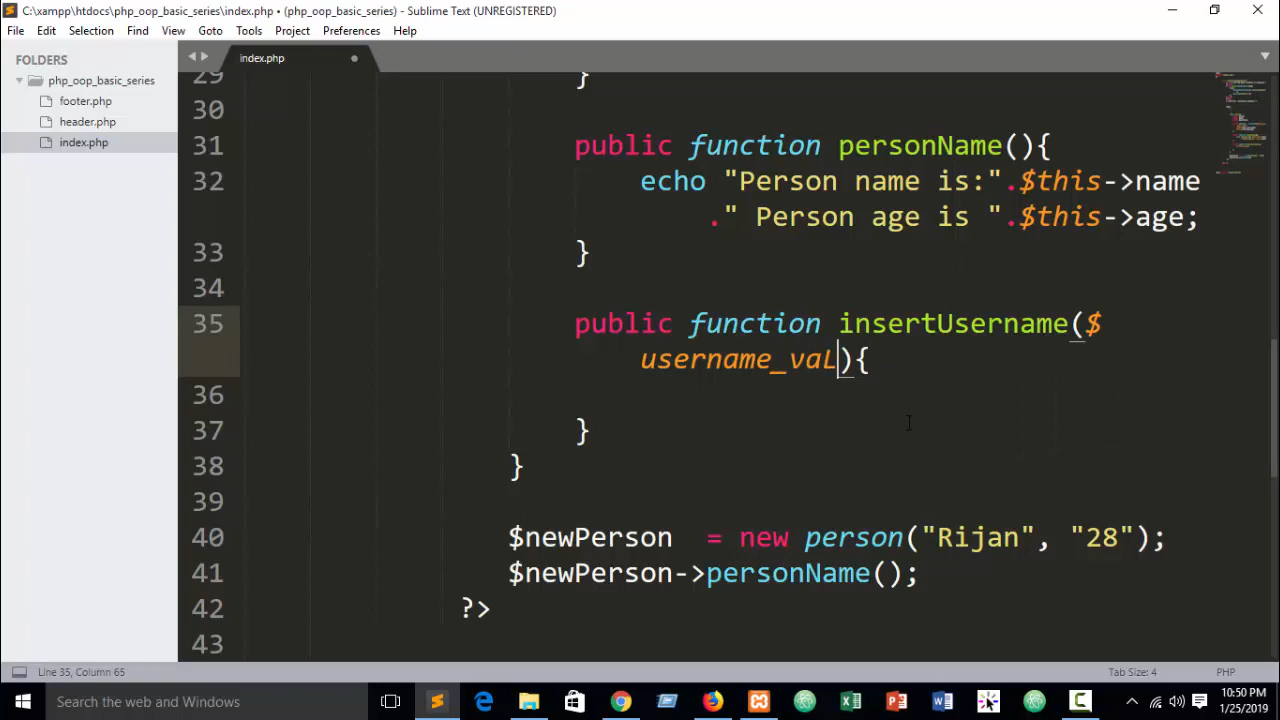 C:\xampp\htdocs\php_oop_basic_series\index.php • (php_oop_basic_series) - Sublime Text (UNREGISTERED)
File Edit Selection Find View Goto Tools Project Preferences Help
FOLDERS
php_oop_basic_series
footer.php
header.php
index.php
index.php
29 }
30
31 public function personName(){
32 echo "Person name is:".$this->name
." Person age is ".$this->age;
33 }
34
35 public function insertUsername($
username_vaL){
36
37 }
38 }
39
40 $newPerson = new person("Rijan", "28");
41 $newPerson->personName();
42 ?>
43
Line 35, Column 65 Tab Size: 4 PHP
Search the web and Windows
10:50 PM
1/25/2019